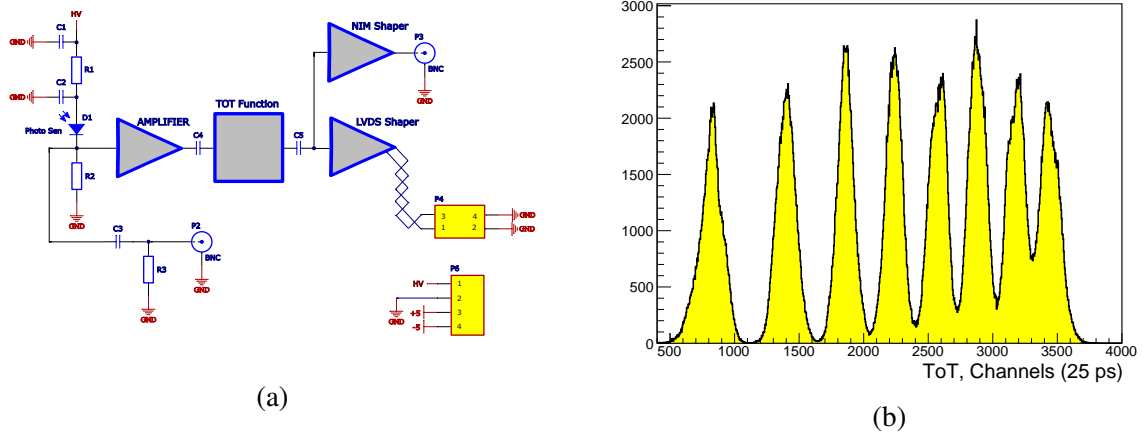 HV
C1
GND
R1
C2
GND
D1
Photo Sen
R2
GND
AMPLIFIER
C4
TOT Function
C5
NIM Shaper
P3
BNC
GND
LVDS Shaper
P4
3 4 GND
1 2 GND
C3
P2
BNC
R3
GND
GND
P6
HV 1
2
GND +5 3
-5 4
(a)
3000
2500
2000
1500
1000
500
0
500 1000 1500 2000 2500 3000 3500 4000
ToT, Channels (25 ps)
(b)